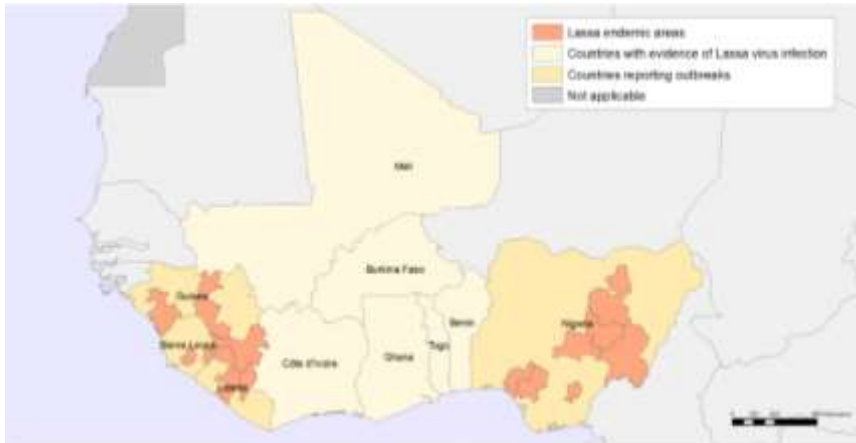 Lassa endemic areas
Countries with evidence of Lassa virus infection
Countries reporting outbreaks
Not applicable
Mali
Burkina Faso
Guinea
Benin
Nigeria
Sierra Leone
Togo
Côte d'Ivoire
Ghana
Liberia